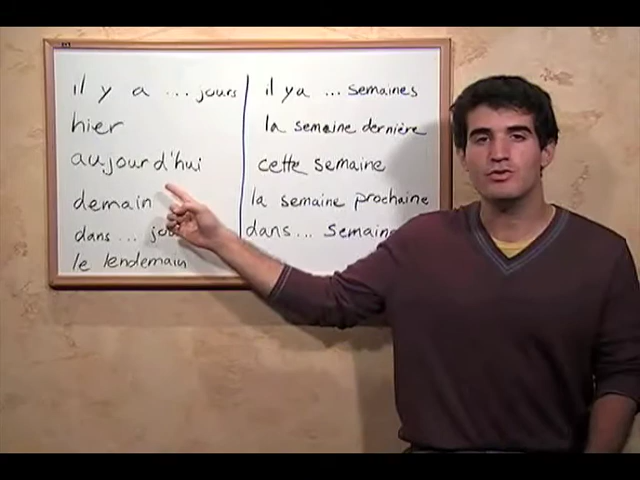 il y a ... jours
hier
aujourd'hui
demain
dans ...
le lendemain
il y a ... semaines
la semaine dernière
cette semaine
la semaine prochaine
dans ... semaine